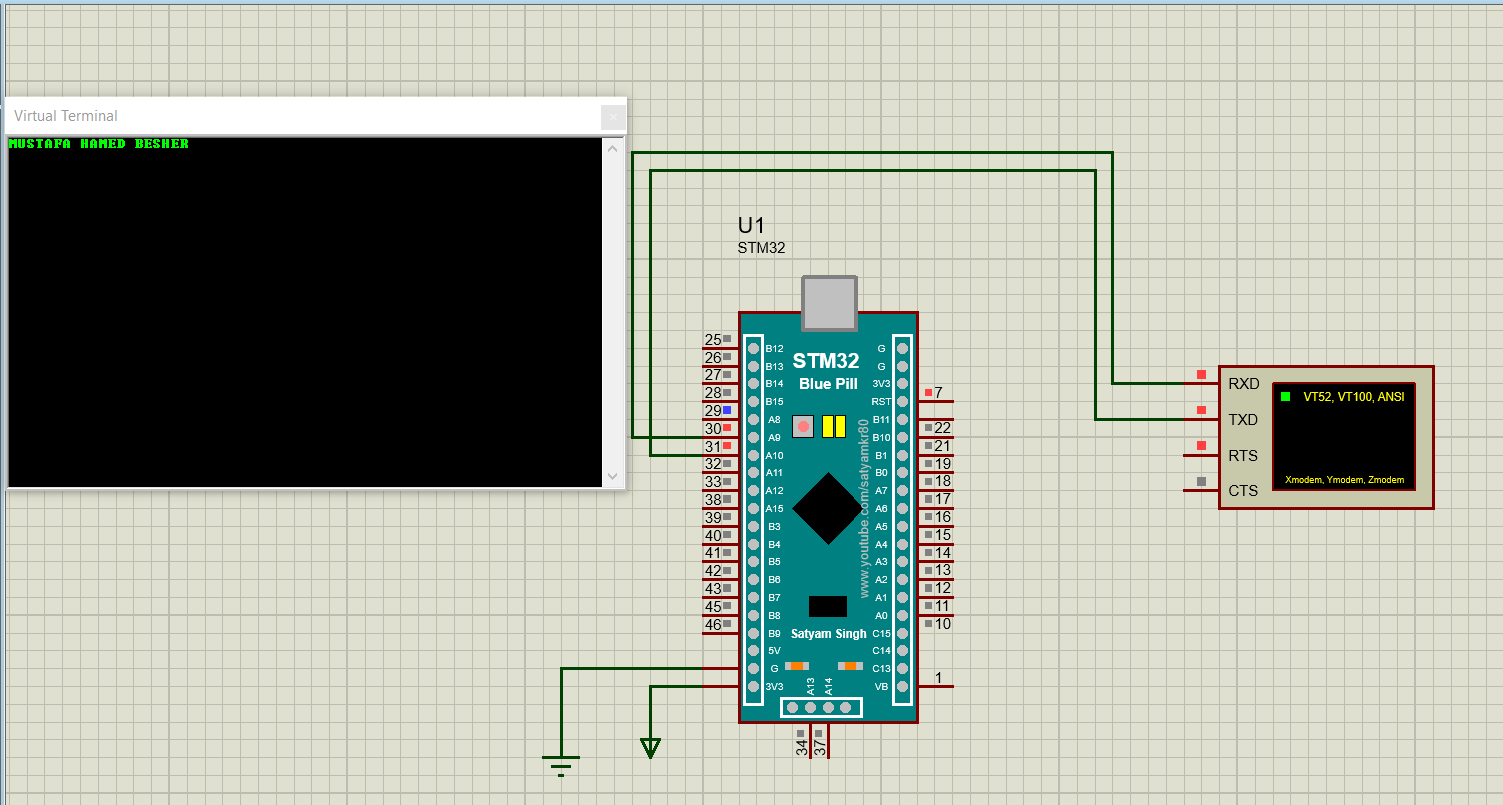 Virtual Terminal
MUSTAFA HAMED BESHER
U1
STM32
25
26
27
28
29
30
31
32
33
38
39
40
41
42
43
45
46
B12
B13
B14
B15
A8
A9
A10
A11
A12
A15
B3
B4
B5
B6
B7
B8
B9
5V
G
3V3
STM32
Blue Pill
www.youtube.com/satyamkr80
Satyam Singh
A13
A14
G
G
3V3
RST
B11
B10
B1
B0
A7
A6
A5
A4
A3
A2
A1
A0
C15
C14
C13
VB
7
22
21
19
18
17
16
15
14
13
12
11
10
1
34
37
RXD
TXD
RTS
CTS
VT52, VT100, ANSI
Xmodem, Ymodem, Zmodem